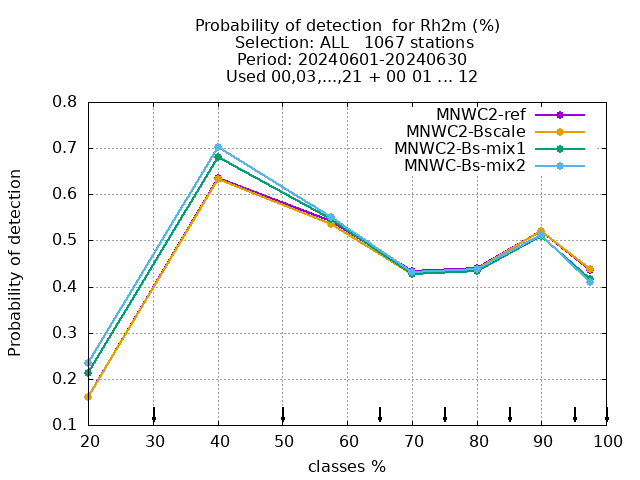 Probability of detection  for Rh2m (%)
Selection: ALL   1067 stations
Period: 20240601-20240630
Used 00,03,...,21 + 00 01 ... 12
MNWC2-ref
MNWC2-Bscale
MNWC2-Bs-mix1
MNWC-Bs-mix2
Probability of detection
0.8
0.7
0.6
0.5
0.4
0.3
0.2
0.1
20 30 40 50 60 70 80 90 100
classes %